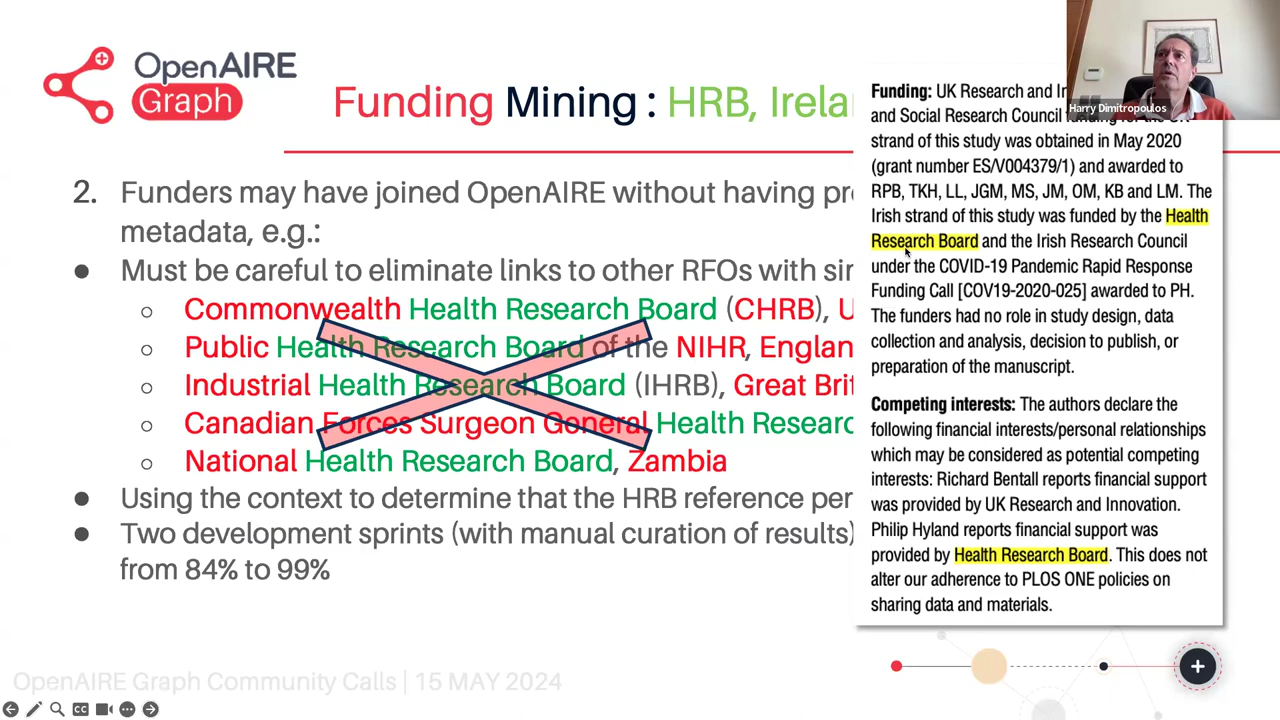 OpenAIRE
Graph
Funding Mining : HRB, Irela
2. Funders may have joined OpenAIRE without having pr
metadata, e.g.:
● Must be careful to eliminate links to other RFOs with sin
○ Commonwealth Health Research Board (CHRB), U
○ Public Health Research Board of the NIHR, Englan
○ Industrial Health Research Board (IHRB), Great Brit
○ Canadian Forces Surgeon General Health Researc
○ National Health Research Board, Zambia
● Using the context to determine that the HRB reference per
● Two development sprints (with manual curation of results)
from 84% to 99%
Funding: UK Research and
and Social Research Council
strand of this study was obtained in May 2020
(grant number ES/V004379/1) and awarded to
RPB, TKH, LL, JGM, MS, JM, OM, KB and LM. The
Irish strand of this study was funded by the Health
Research Board and the Irish Research Council
under the COVID-19 Pandemic Rapid Response
Funding Call [COV19-2020-025] awarded to PH.
The funders had no role in study design, data
collection and analysis, decision to publish, or
preparation of the manuscript.
Competing interests: The authors declare the
following financial interests/personal relationships
which may be considered as potential competing
interests: Richard Bentall reports financial support
was provided by UK Research and Innovation.
Philip Hyland reports financial support was
provided by Health Research Board. This does not
alter our adherence to PLOS ONE policies on
sharing data and materials.
Harry Dimitropoulos
OpenAIRE Graph Community Calls | 15 MAY 2024